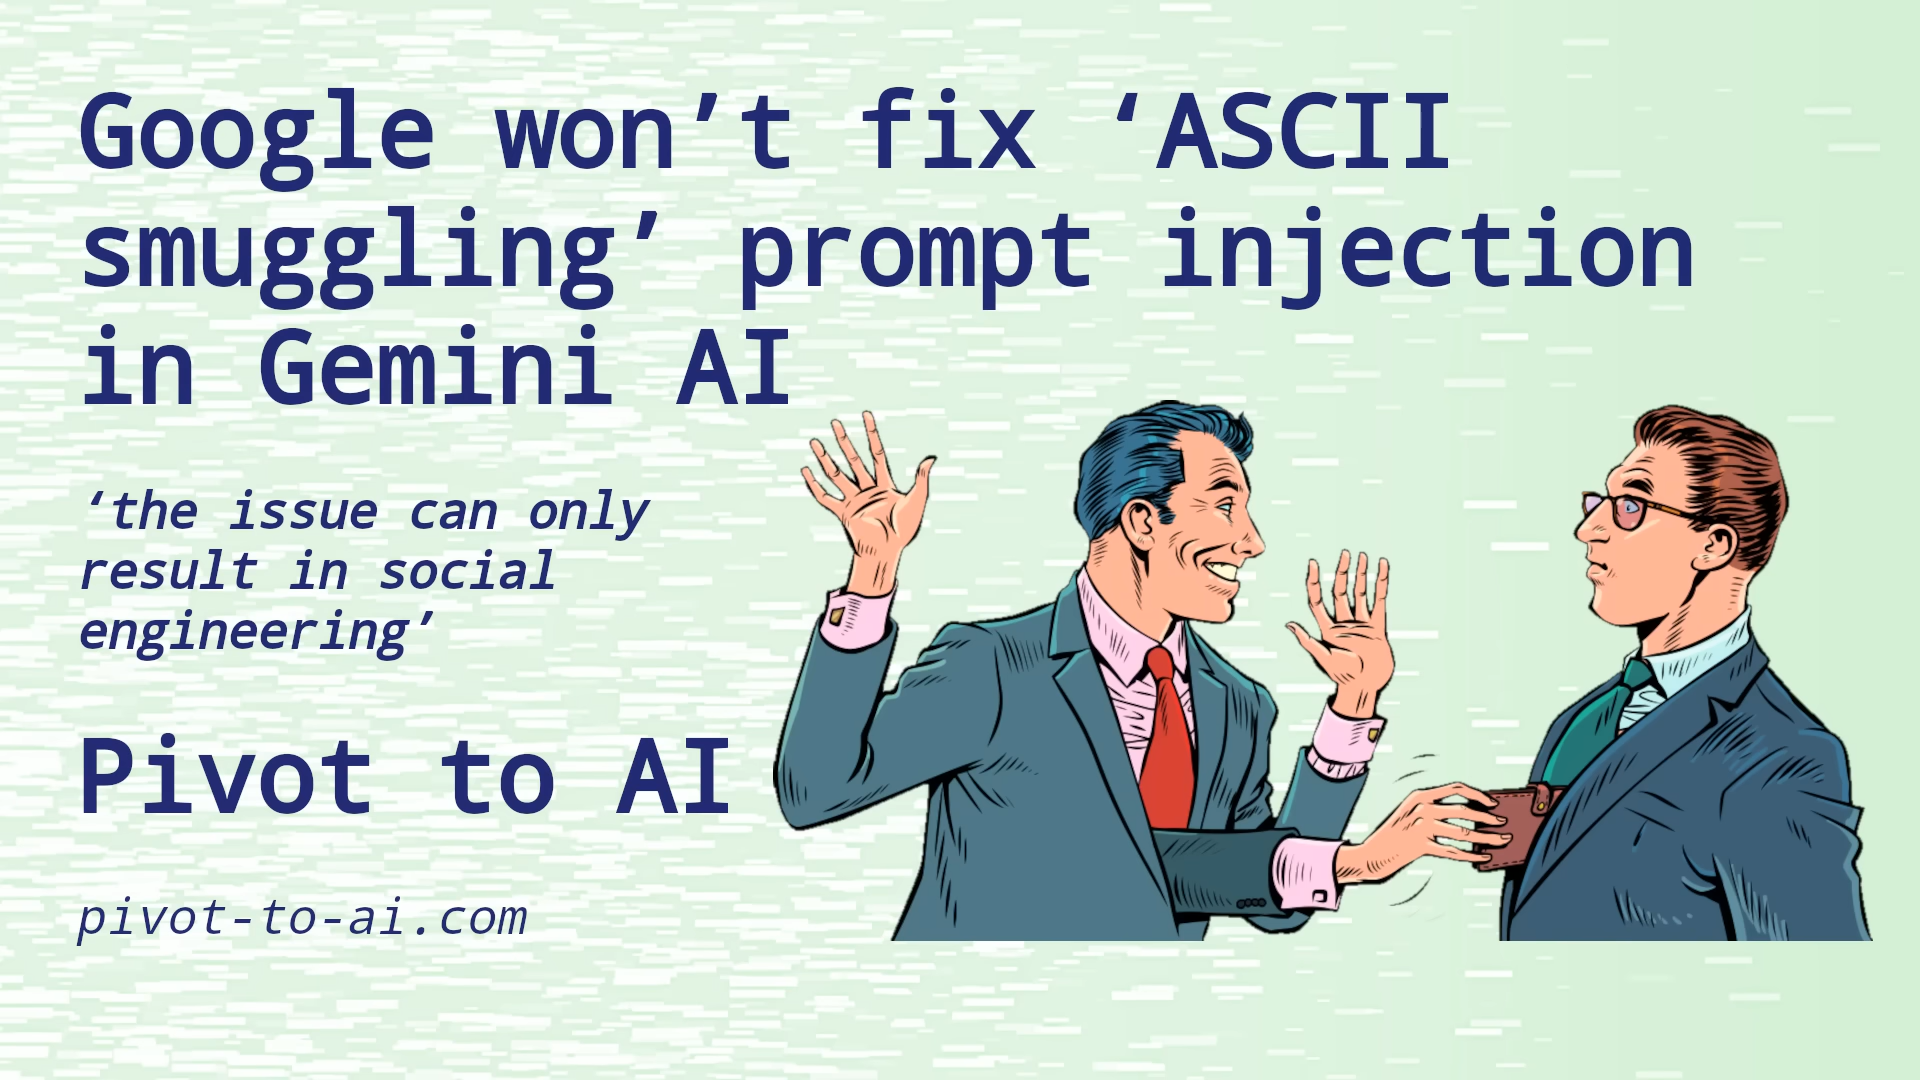 Google won’t fix ‘ASCII
smuggling’ prompt injection
in Gemini AI
‘the issue can only
result in social
engineering’
Pivot to AI
pivot-to-ai.com